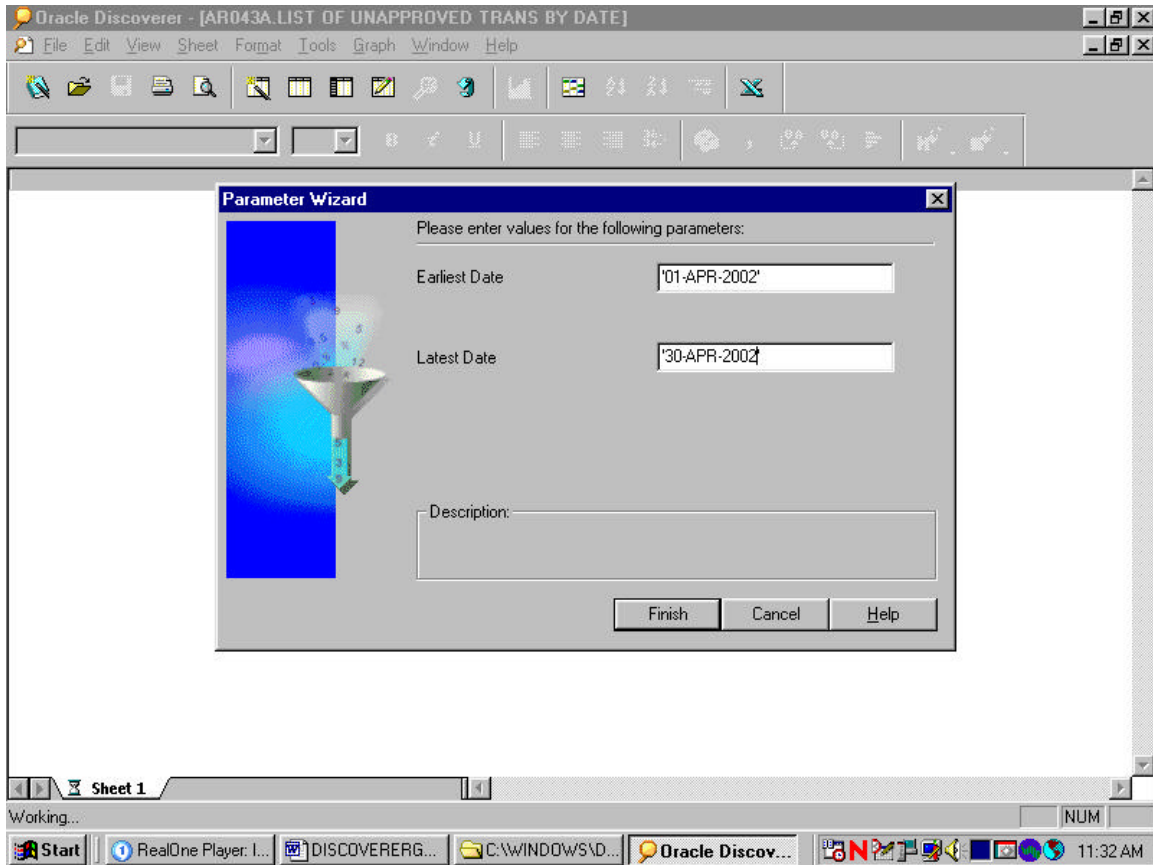 Oracle Discoverer - [AR043A.LIST OF UNAPPROVED TRANS BY DATE]
File Edit View Sheet Format Tools Graph Window Help
Parameter Wizard
Please enter values for the following parameters:
Earliest Date '01-APR-2002'
Latest Date '30-APR-2002'
Description:
Finish Cancel Help
Sheet 1
Working... NUM
Start RealOne Player: I... DISCOVERERG... C:\WINDOWS\D... Oracle Discov... 11:32 AM